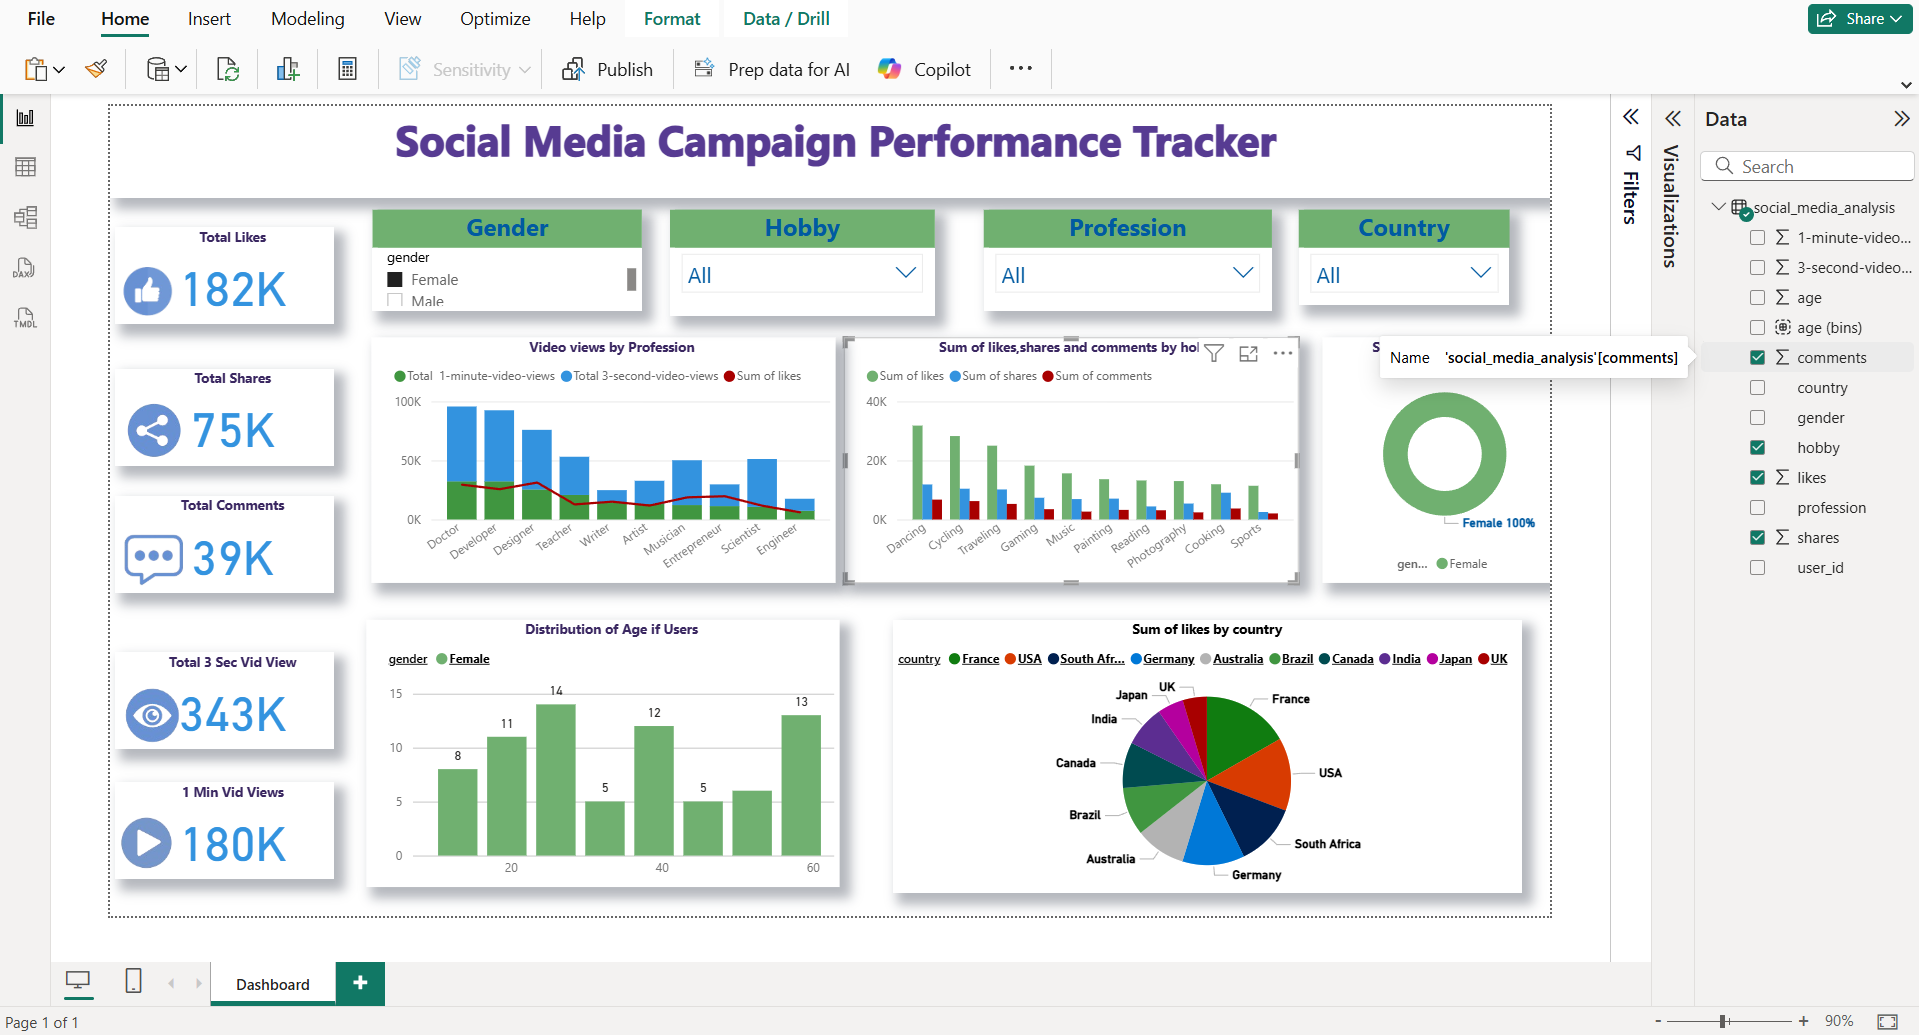 File Home Insert Modeling View Optimize Help Format Data / Drill Share
Sensitivity Publish Prep data for AI Copilot
Social Media Campaign Performance Tracker
Total Likes
182K
Total Shares
75K
Total Comments
39K
Total 3 Sec Vid View
343K
1 Min Vid Views
180K
Gender
gender
Female
Male
Hobby
All
Profession
All
Country
All
Video views by Profession
Total 1-minute-video-views Total 3-second-video-views Sum of likes
100K
50K
0K
Doctor Developer Designer Teacher Writer Artist Musician Entrepreneur Scientist Engineer
Sum of likes,shares and comments by ho
Sum of likes Sum of shares Sum of comments
40K
20K
0K
Dancing Cycling Traveling Gaming Music Painting Reading Photography Cooking Sports
S
Female 100%
gen... Female
Distribution of Age if Users
gender Female
15
10
5
0
8
11
14
5
12
5
13
20 40 60
Sum of likes by country
country France USA South Afr... Germany Australia Brazil Canada India Japan UK
UK
Japan
France
India
Canada
USA
Brazil
South Africa
Australia
Germany
Filters
Visualizations
Name 'social_media_analysis'[comments]
Data
Search
social_media_analysis
1-minute-video...
3-second-video...
age
age (bins)
comments
country
gender
hobby
likes
profession
shares
user_id
DAX
TMDL
Dashboard
Page 1 of 1
- + 90%